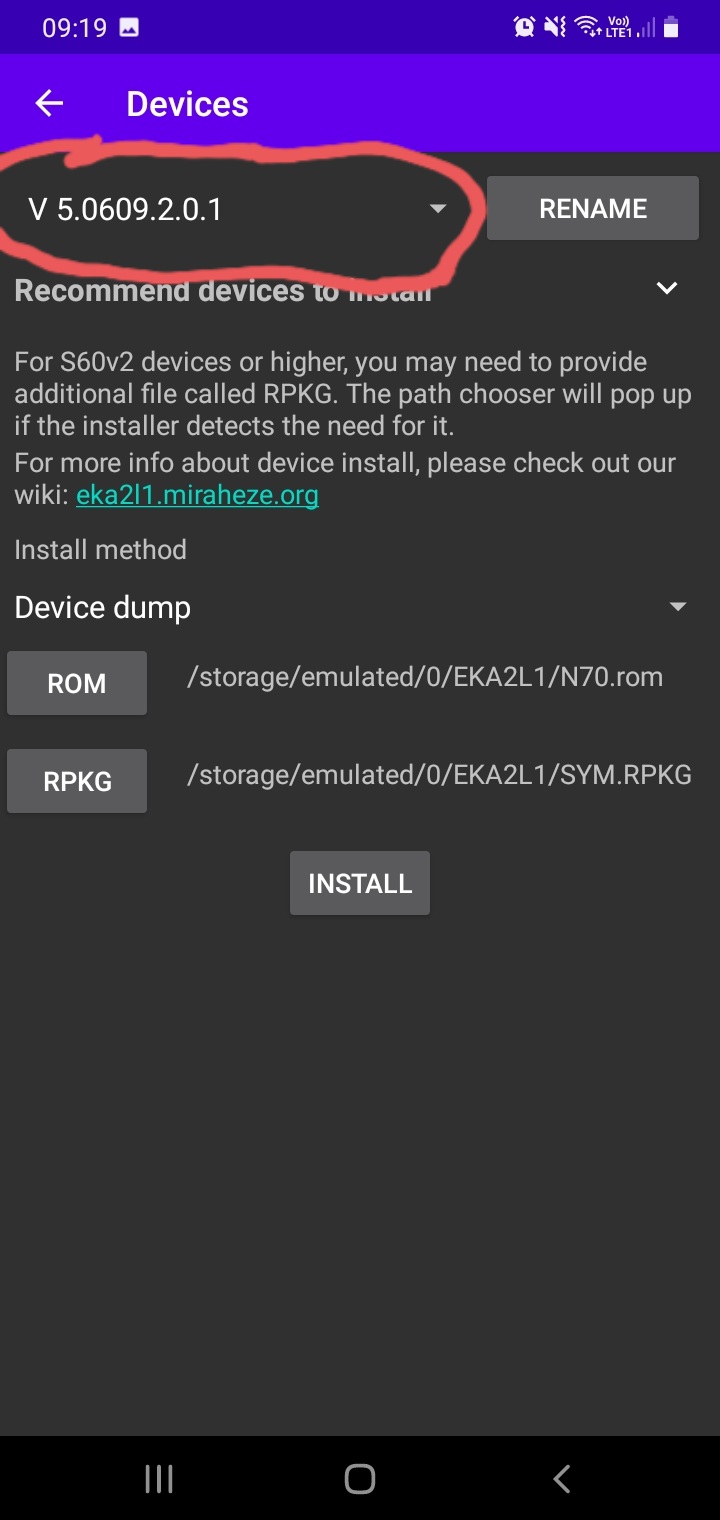 09:19
Vo))
LTE1
Devices
V 5.0609.2.0.1
RENAME
Recommend devices to install
For S60v2 devices or higher, you may need to provide
additional file called RPKG. The path chooser will pop up
if the installer detects the need for it.
For more info about device install, please check out our
wiki: eka2l1.miraheze.org
Install method
Device dump
ROM
/storage/emulated/0/EKA2L1/N70.rom
RPKG
/storage/emulated/0/EKA2L1/SYM.RPKG
INSTALL